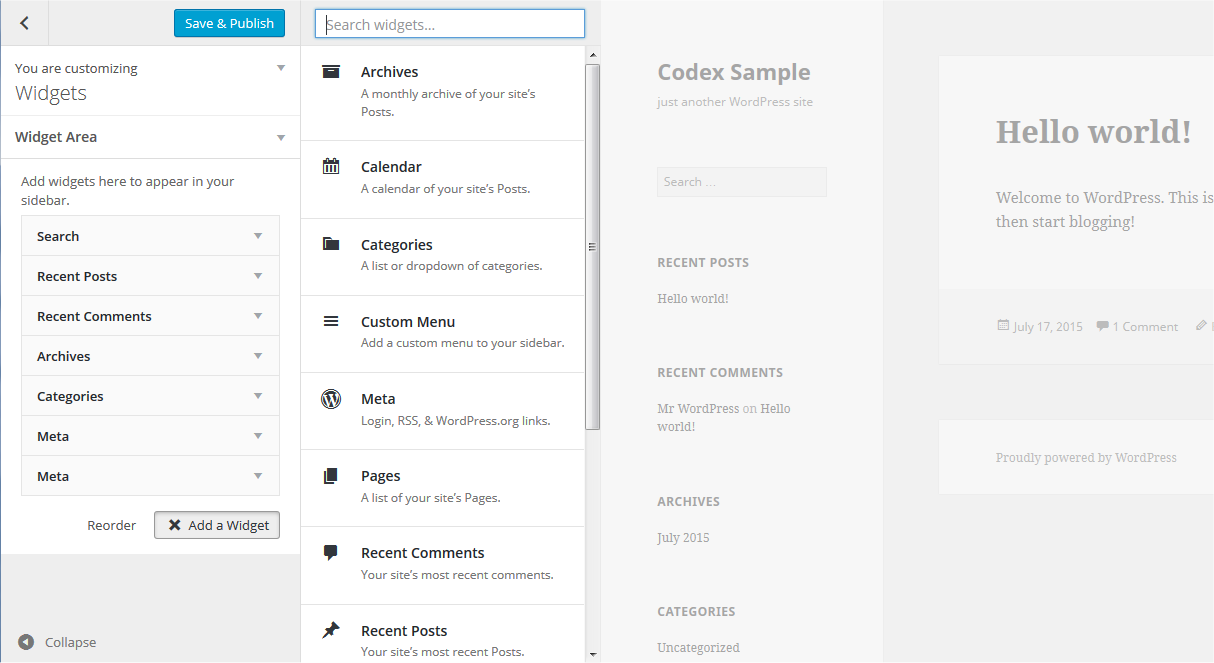 Save & Publish
You are customizing
Widgets
Widget Area
Add widgets here to appear in your
sidebar.
Search
Recent Posts
Recent Comments
Archives
Categories
Meta
Meta
Reorder
Add a Widget
Collapse
Search widgets...
Archives
A monthly archive of your site's
Posts.
Calendar
A calendar of your site's Posts.
Categories
A list or dropdown of categories.
Custom Menu
Add a custom menu to your sidebar.
Meta
Login, RSS, & WordPress.org links.
Pages
A list of your site's Pages.
Recent Comments
Your site's most recent comments.
Recent Posts
Your site's most recent Posts.
Codex Sample
just another WordPress site
Search …
RECENT POSTS
Hello world!
RECENT COMMENTS
Mr WordPress on Hello
world!
ARCHIVES
July 2015
CATEGORIES
Uncategorized
Hello world!
Welcome to WordPress. This is
then start blogging!
July 17, 2015 1 Comment
Proudly powered by WordPress